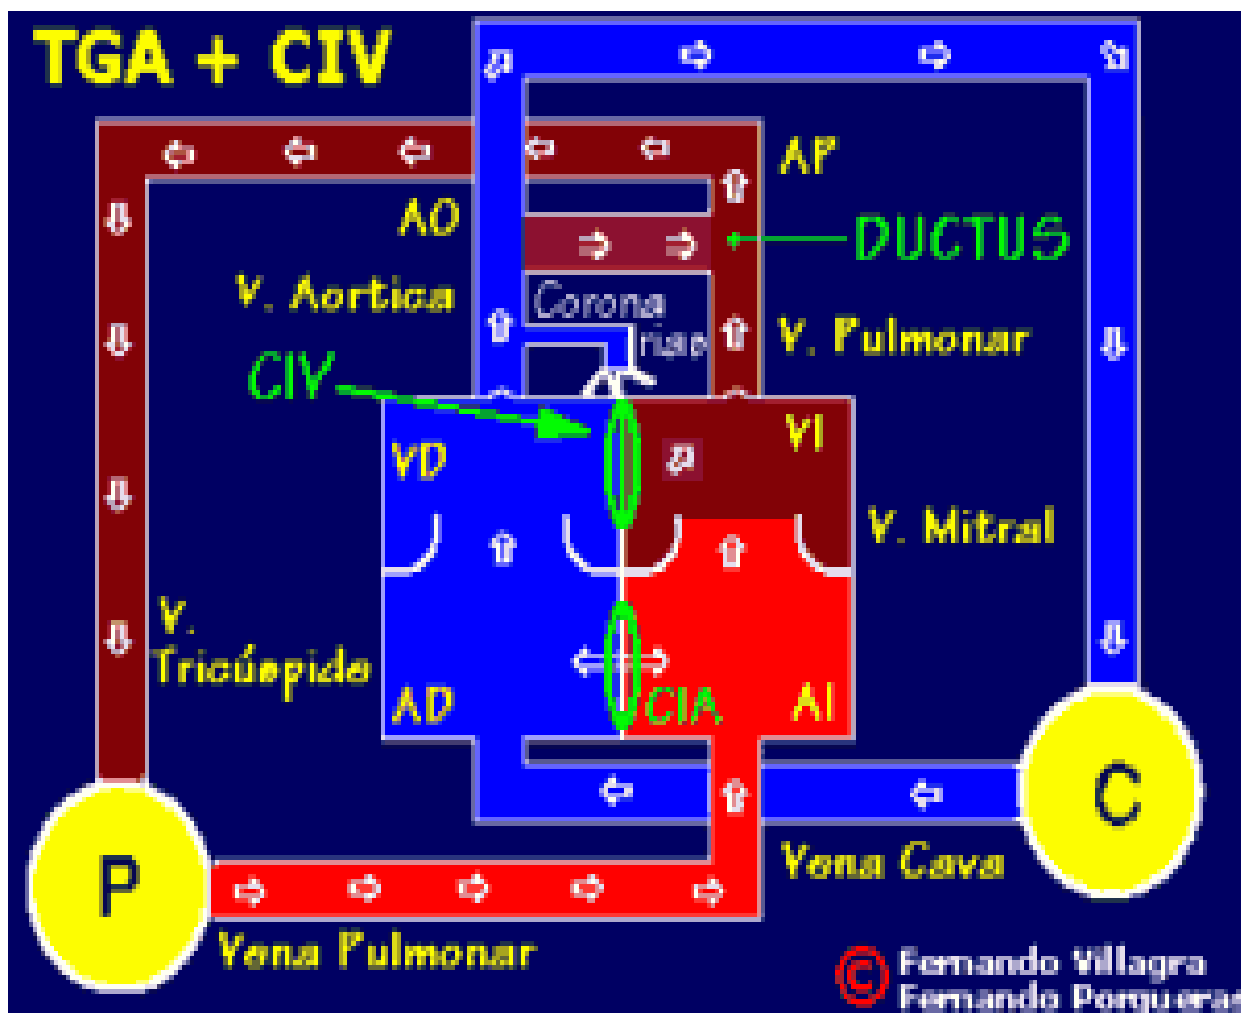 TGA + CIV
AP
AO
DUCTUS
V. Aortica
Corona
rias
V. Pulmonar
CIV
VD
VI
V. Mitral
V.
Tricúspide
AD
CIA
AI
C
P
Vena Cava
Vena Pulmonar
© Fernando Villagra
Fernando Porqueras